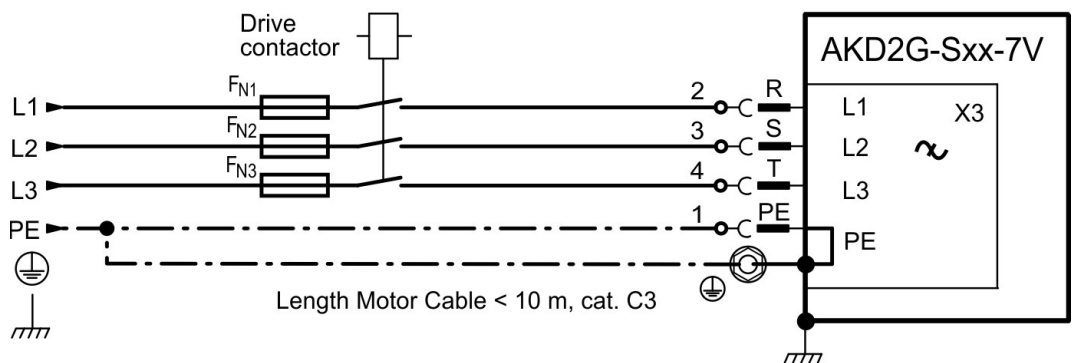 Drive
contactor
AKD2G-Sxx-7V
L1
FN1
2
R
L1
X3
L2
FN2
3
S
L2
L3
FN3
4
T
L3
PE
1
PE
PE
Length Motor Cable < 10 m, cat. C3